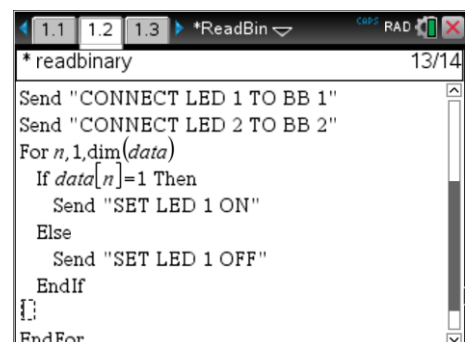 1.1 1.2 1.3 *ReadBin CAPS RAD
* readbinary 13/14
Send "CONNECT LED 1 TO BB 1"
Send "CONNECT LED 2 TO BB 2"
For n,1,dim(data)
If data[n]=1 Then
Send "SET LED 1 ON"
Else
Send "SET LED 1 OFF"
EndIf
EndFor